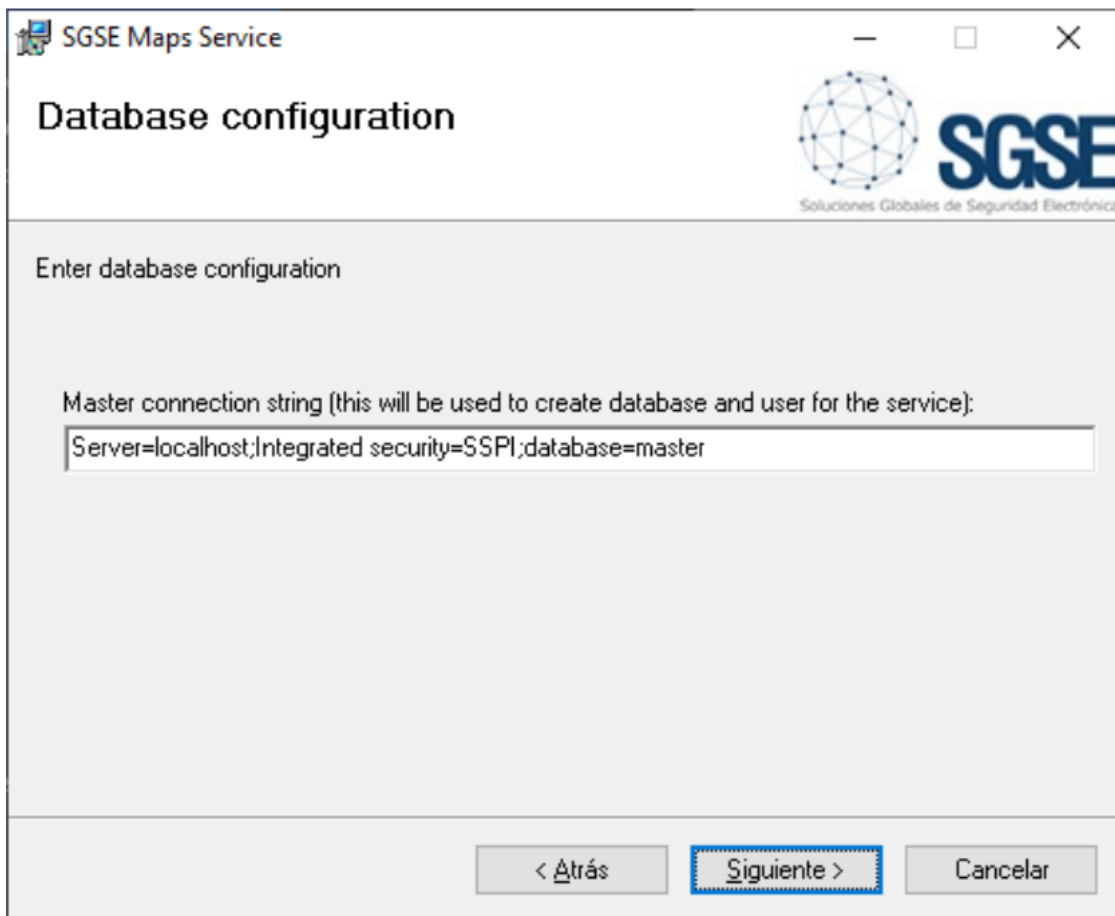 SGSE Maps Service
Database configuration
SGSE
Soluciones Globales de Seguridad Electrónica
Enter database configuration
Master connection string (this will be used to create database and user for the service):
Server=localhost;Integrated security=SSPI;database=master
< Atrás
Siguiente >
Cancelar